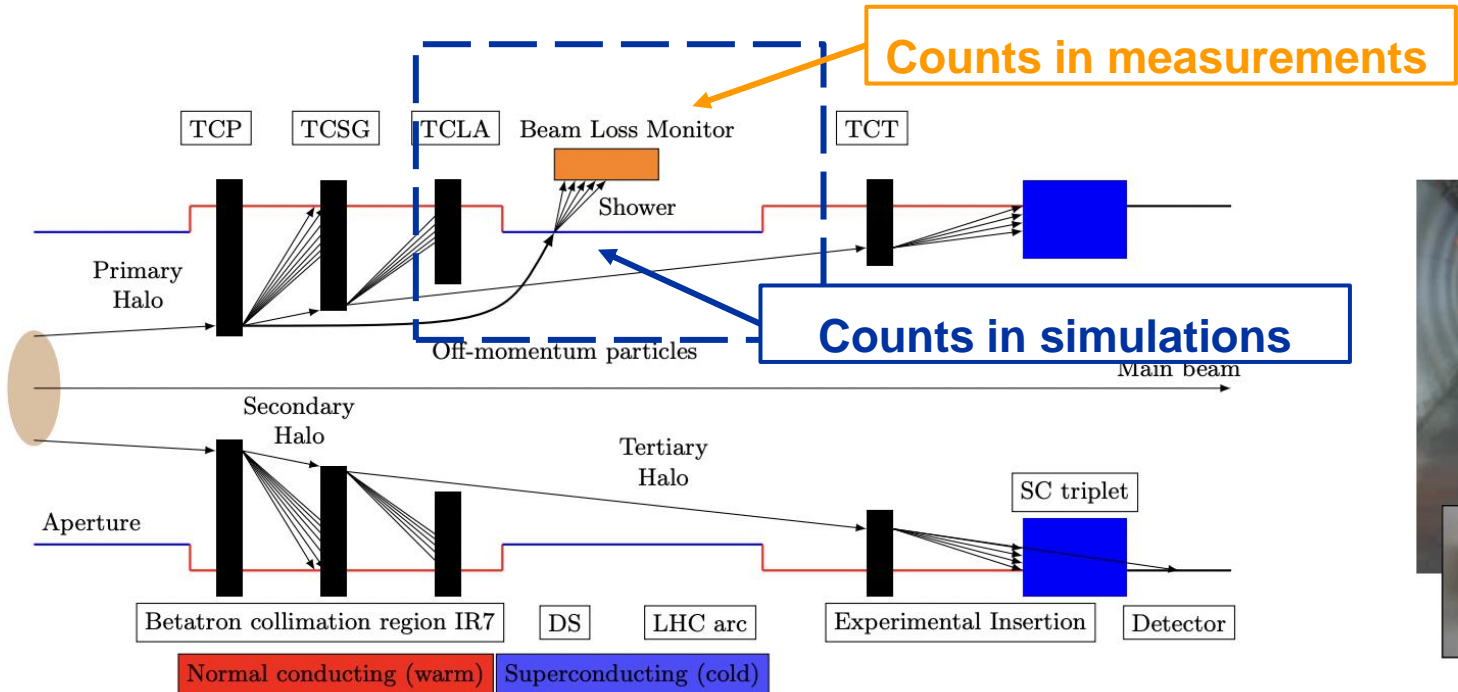 Counts in measurements
TCP
TCSG
TCLA
Beam Loss Monitor
TCT
Shower
Primary
Halo
Counts in simulations
Off-momentum particles
Main beam
Secondary
Halo
Tertiary
Halo
SC triplet
Aperture
Betatron collimation region IR7
DS
LHC arc
Experimental Insertion
Detector
Normal conducting (warm)
Superconducting (cold)